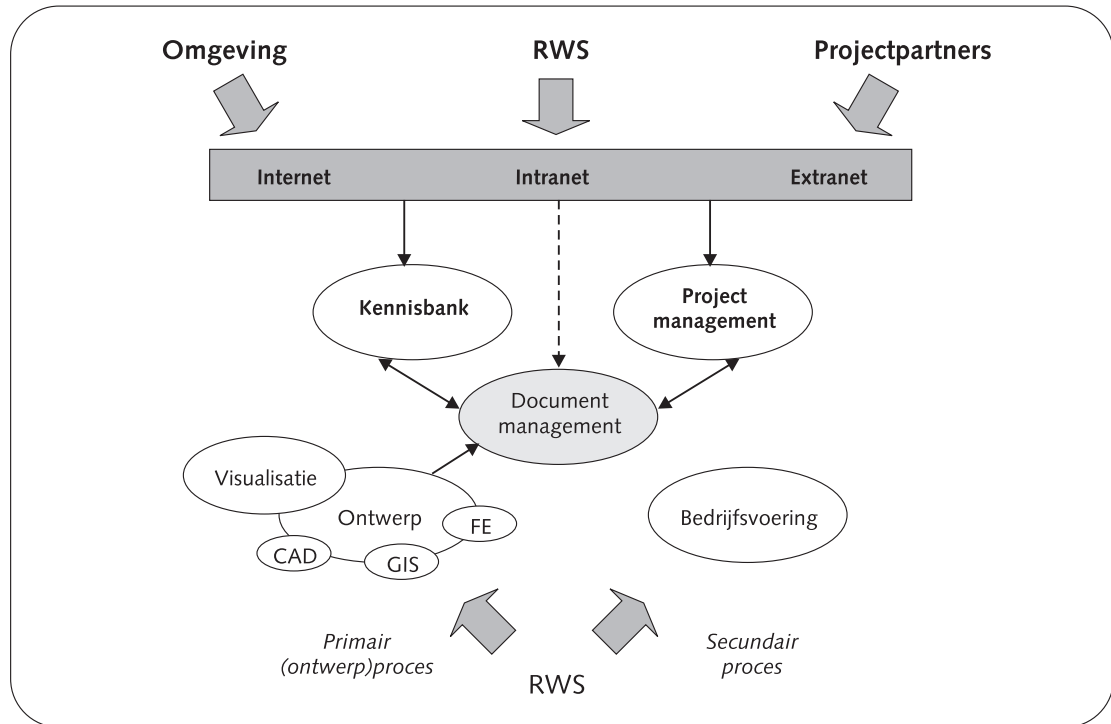 Omgeving
RWS
Projectpartners
Internet
Intranet
Extranet
Kennisbank
Project
management
Document
management
Visualisatie
Ontwerp
FE
CAD
GIS
Bedrijfsvoering
Primair
(ontwerp)proces
Secundair
proces
RWS